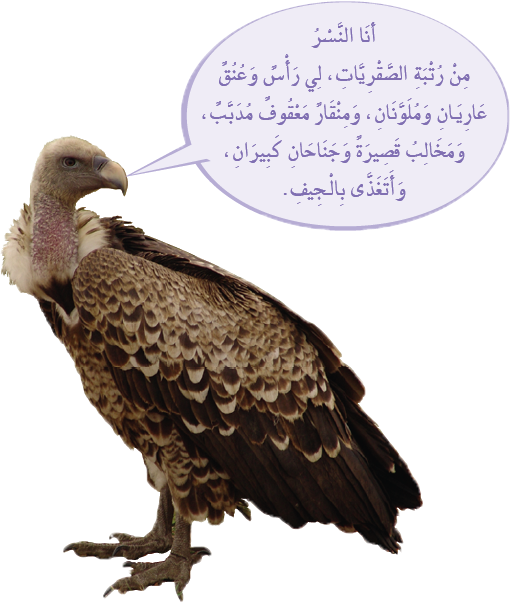 أَنَا النَّسْرُ
مِنْ رُتْبَةِ الصَّقْرِيَّاتِ، لِي رَأْسٌ وَعُنُقٌ
عَارِيَانِ وَمُلَوَّنَانِ، وَمِنْقَارٌ مَعْقُوفٌ مُدَبَّبٌ،
وَمَخَالِبُ قَصِيرَةٌ وَجَنَاحَانِ كَبِيرَانِ،
وَأَتَغَذَّى بِالْجِيَفِ.